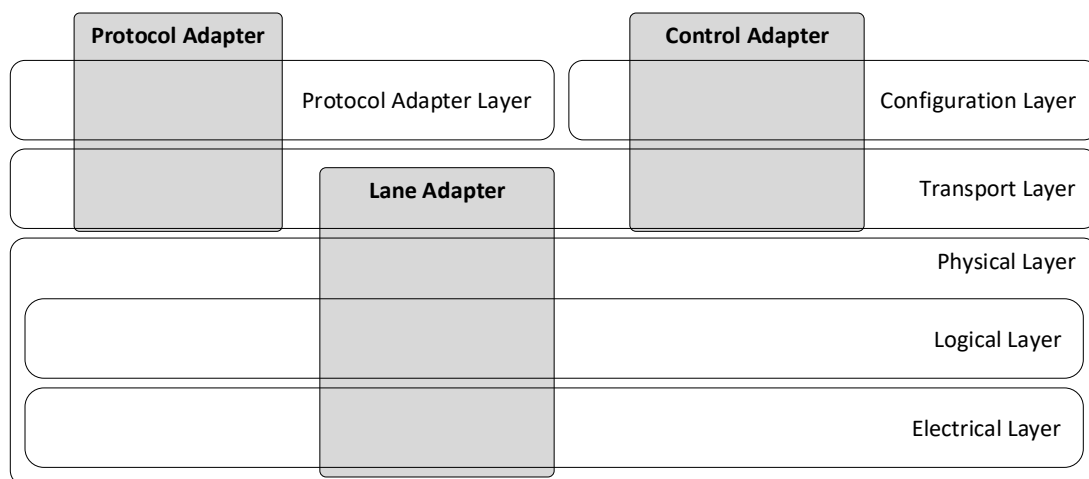 Protocol Adapter
Control Adapter
Protocol Adapter Layer
Configuration Layer
Lane Adapter
Transport Layer
Physical Layer
Logical Layer
Electrical Layer